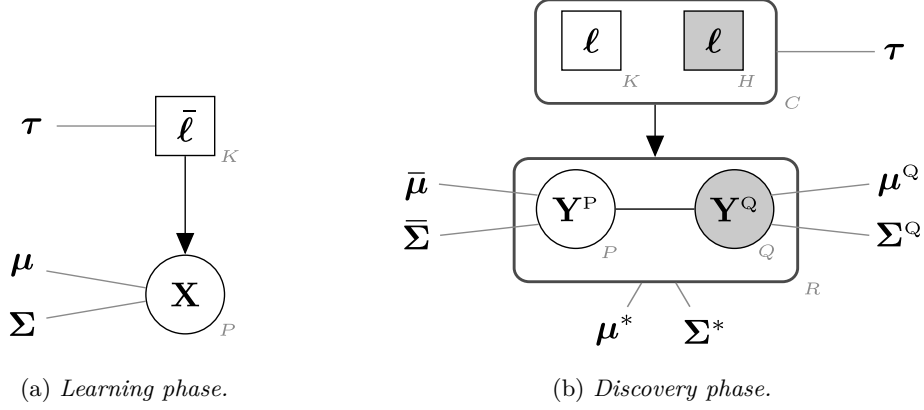 τ
ℓ̄
K
μ
Σ
X
P
(a) Learning phase.
ℓ
K
ℓ
H
C
τ
μ̄
Σ̄
Y^P
P
Y^Q
Q
R
μ^Q
Σ^Q
μ*
Σ*
(b) Discovery phase.